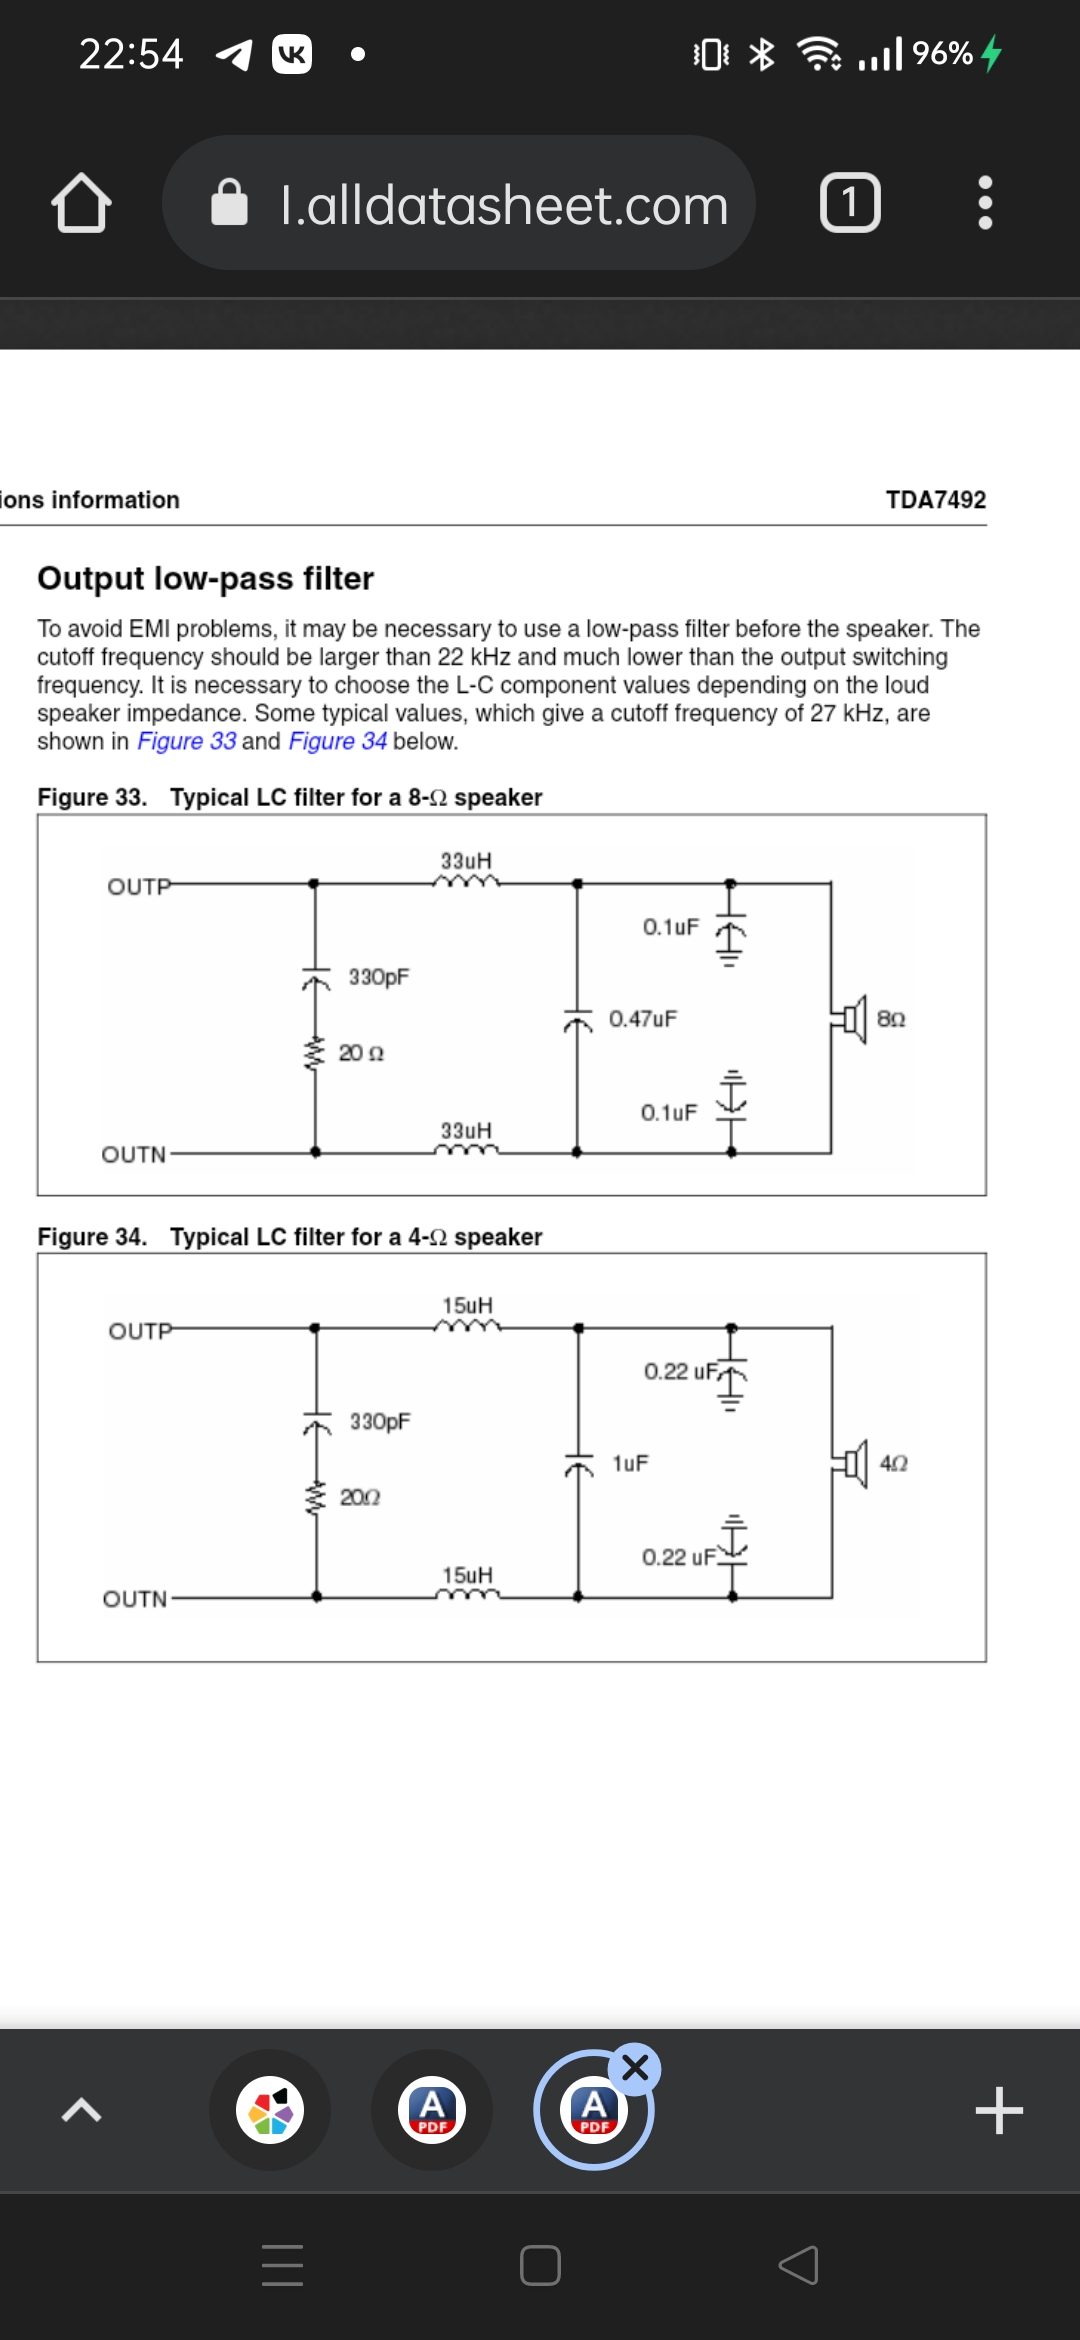 22:54
96%
l.alldatasheet.com
1
ions information
TDA7492
Output low-pass filter
To avoid EMI problems, it may be necessary to use a low-pass filter before the speaker. The
cutoff frequency should be larger than 22 kHz and much lower than the output switching
frequency. It is necessary to choose the L-C component values depending on the loud
speaker impedance. Some typical values, which give a cutoff frequency of 27 kHz, are
shown in Figure 33 and Figure 34 below.
Figure 33. Typical LC filter for a 8-Ω speaker
33uH
OUTP
0.1uF
330pF
0.47uF
8Ω
20 Ω
0.1uF
33uH
OUTN
Figure 34. Typical LC filter for a 4-Ω speaker
15uH
OUTP
0.22 uF
330pF
1uF
4Ω
20Ω
0.22 uF
15uH
OUTN
A
PDF
A
PDF